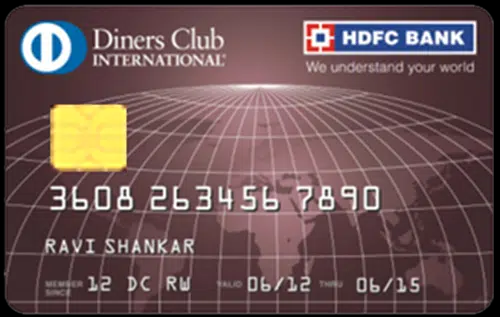 Diners Club
INTERNATIONAL®
HDFC BANK
We understand your world
3608 263456 7890
RAVI SHANKAR
MEMBER SINCE 12 DC RW VALID 06/12 THRU 06/15